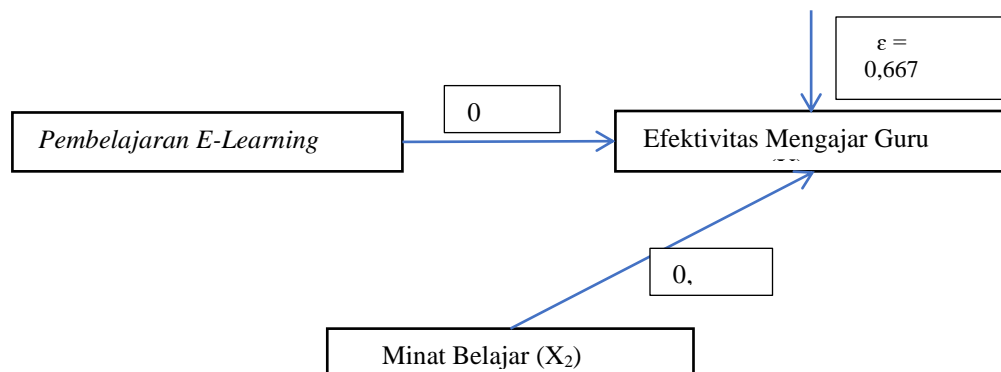 ε =
0,667
0
Pembelajaran E-Learning
Efektivitas Mengajar Guru
0,
Minat Belajar (X₂)